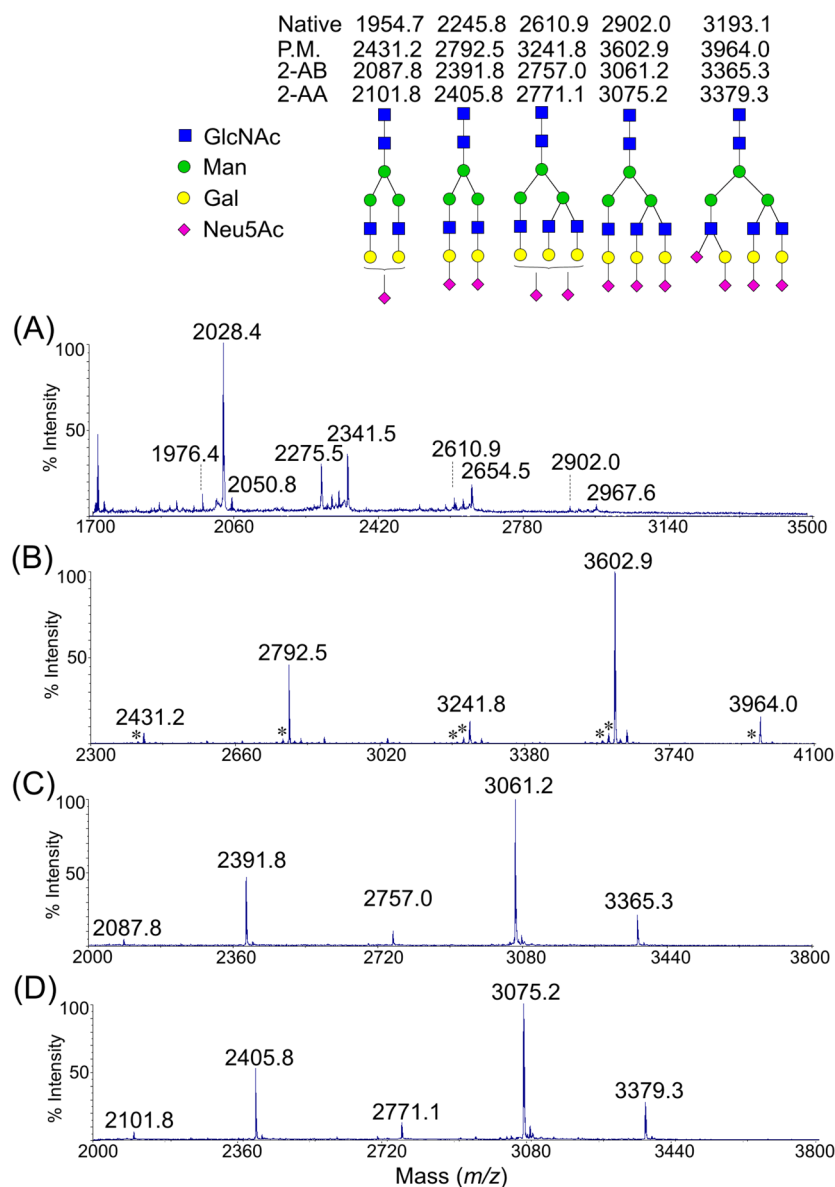 Native 1954.7 2245.8 2610.9 2902.0 3193.1
P.M. 2431.2 2792.5 3241.8 3602.9 3964.0
2-AB 2087.8 2391.8 2757.0 3061.2 3365.3
2-AA 2101.8 2405.8 2771.1 3075.2 3379.3
GlcNAc
Man
Gal
Neu5Ac
(A)
% Intensity
100
50
1976.4
2028.4
2050.8
2275.5
2341.5
2610.9
2654.5
2902.0
2967.6
1700 2060 2420 2780 3140 3500
(B)
% Intensity
100
50
* 2431.2
* 2792.5
* * 3241.8
* * 3602.9
* 3964.0
2300 2660 3020 3380 3740 4100
(C)
% Intensity
100
50
2087.8
2391.8
2757.0
3061.2
3365.3
2000 2360 2720 3080 3440 3800
(D)
% Intensity
100
50
2101.8
2405.8
2771.1
3075.2
3379.3
2000 2360 2720 3080 3440 3800
Mass (m/z)